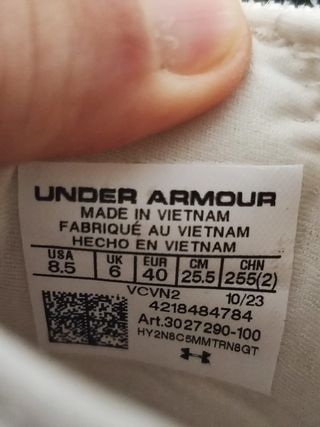 UNDER ARMOUR
MADE IN VIETNAM
FABRIQUÉ AU VIETNAM
HECHO EN VIETNAM
USA UK EUR CM CHN
8.5 6 40 25.5 255(2)
VCVN2 10/23
4218484784
Art.3027290-100
HY2N8C5MMTRN8GT